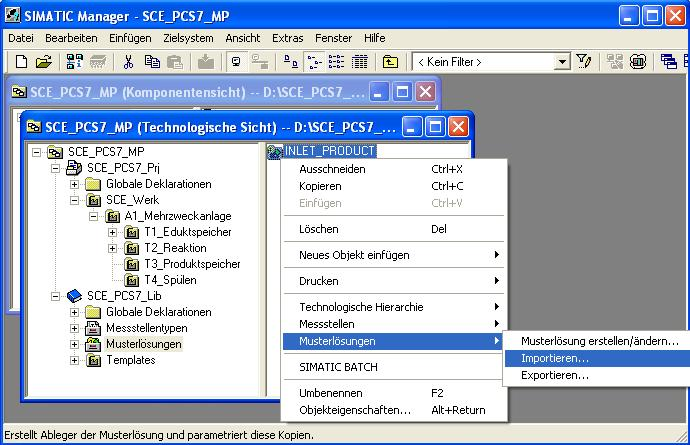 SIMATIC Manager - SCE_PCS7_MP
Datei Bearbeiten Einfügen Zielsystem Ansicht Extras Fenster Hilfe
< Kein Filter >
SCE_PCS7_MP (Komponentensicht) -- D:\SCE_PCS7_...
SCE_PCS7_MP (Technologische Sicht) -- D:\SCE_PCS7_...
SCE_PCS7_MP
SCE_PCS7_Prj
Globale Deklarationen
SCE_Werk
A1_Mehrzweckanlage
T1_Eduktspeicher
T2_Reaktion
T3_Produktspeicher
T4_Spülen
SCE_PCS7_Lib
Globale Deklarationen
Messstellentypen
Musterlösungen
Templates
INLET_PRODUCT
Ausschneiden Ctrl+X
Kopieren Ctrl+C
Einfügen Ctrl+V
Löschen Del
Neues Objekt einfügen
Drucken
Technologische Hierarchie
Messstellen
Musterlösungen
SIMATIC BATCH
Umbenennen F2
Objekteigenschaften... Alt+Return
Musterlösung erstellen/ändern...
Importieren...
Exportieren...
Erstellt Ableger der Musterlösung und parametriert diese Kopien.